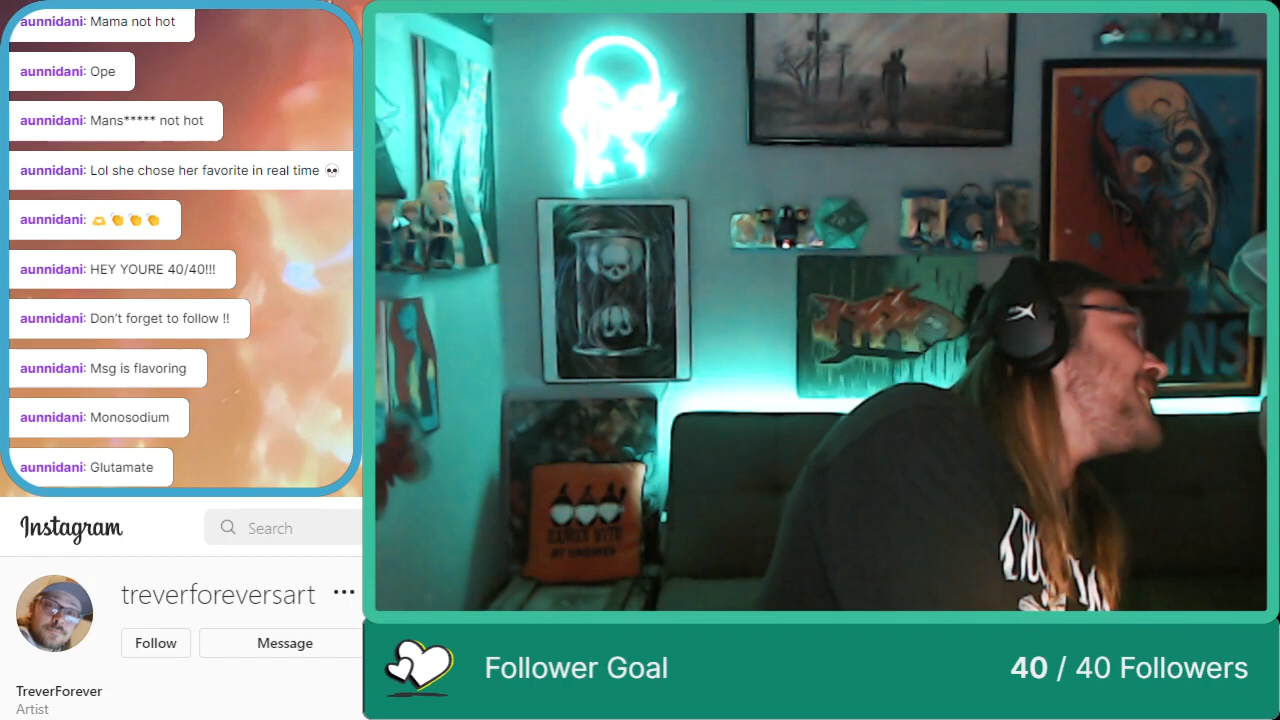 aunnidani: Mama not hot
aunnidani: Ope
aunnidani: Mans***** not hot
aunnidani: Lol she chose her favorite in real time 💀
aunnidani: 🫶 👏 👏 👏
aunnidani: HEY YOURE 40/40!!!
aunnidani: Don't forget to follow !!
aunnidani: Msg is flavoring
aunnidani: Monosodium
aunnidani: Glutamate
Instagram
Search
treverforeversart
Follow
Message
TreverForever
Artist
Follower Goal
40 / 40 Followers